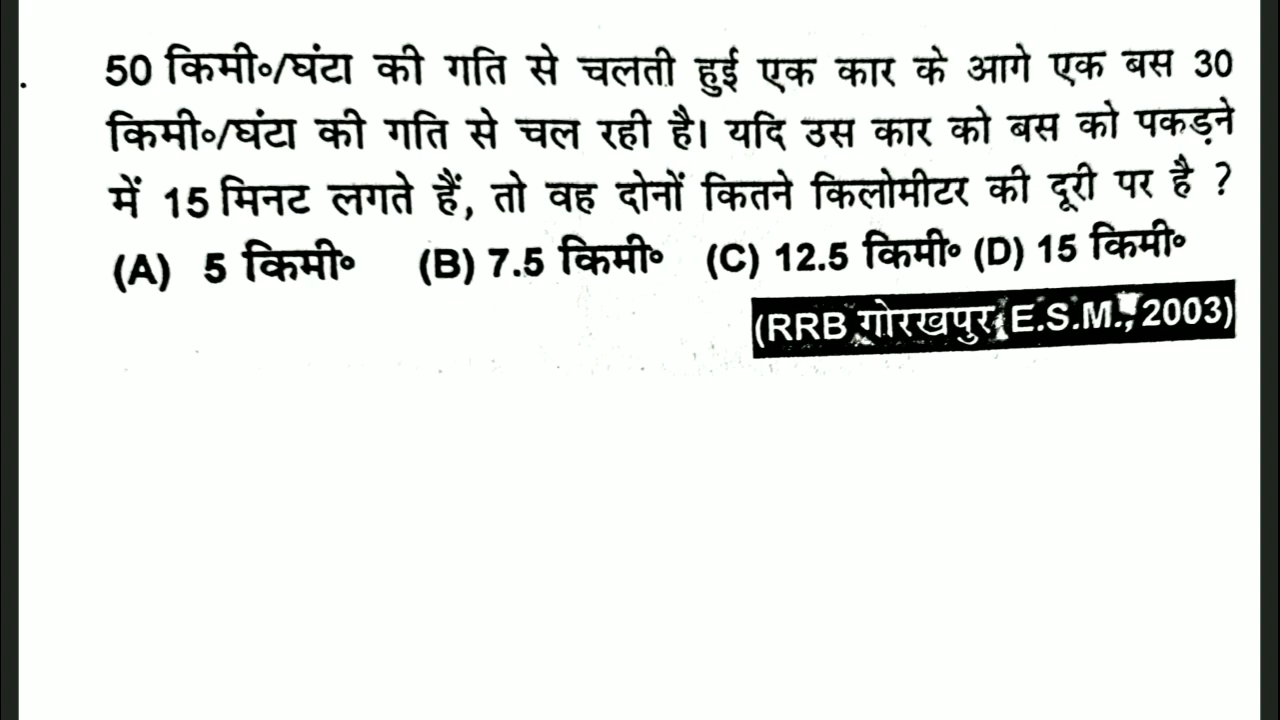 50 किमी०/घंटा की गति से चलती हुई एक कार के आगे एक बस 30
किमी०/घंटा की गति से चल रही है। यदि उस कार को बस को पकड़ने
में 15 मिनट लगते हैं, तो वह दोनों कितने किलोमीटर की दूरी पर है ?
(A) 5 किमी० (B) 7.5 किमी० (C) 12.5 किमी० (D) 15 किमी०
(RRB गोरखपुर E.S.M., 2003)